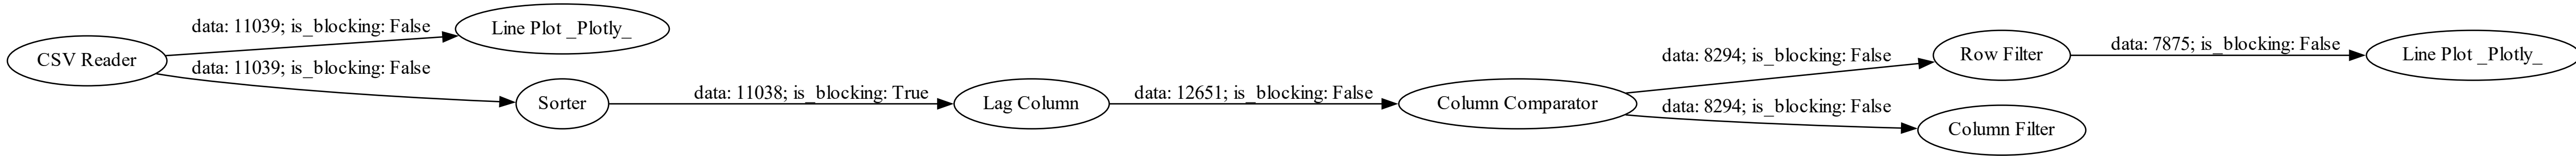 data: 11039; is_blocking: False
Line Plot _Plotly_
CSV Reader
data: 11039; is_blocking: False
Sorter
data: 11038; is_blocking: True
Lag Column
data: 12651; is_blocking: False
Column Comparator
data: 8294; is_blocking: False
Row Filter
data: 7875; is_blocking: False
Line Plot _Plotly_
data: 8294; is_blocking: False
Column Filter